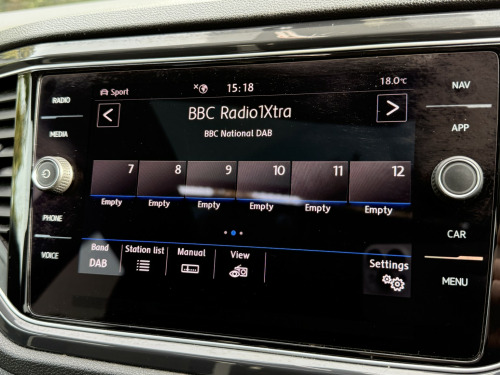 RADIO
MEDIA
PHONE
VOICE
Sport 15:18 18.0°C
BBC Radio1Xtra
BBC National DAB
7 8 9 10 11 12
Empty Empty Empty Empty Empty Empty
Band Station list Manual View Settings
DAB
NAV
APP
CAR
MENU